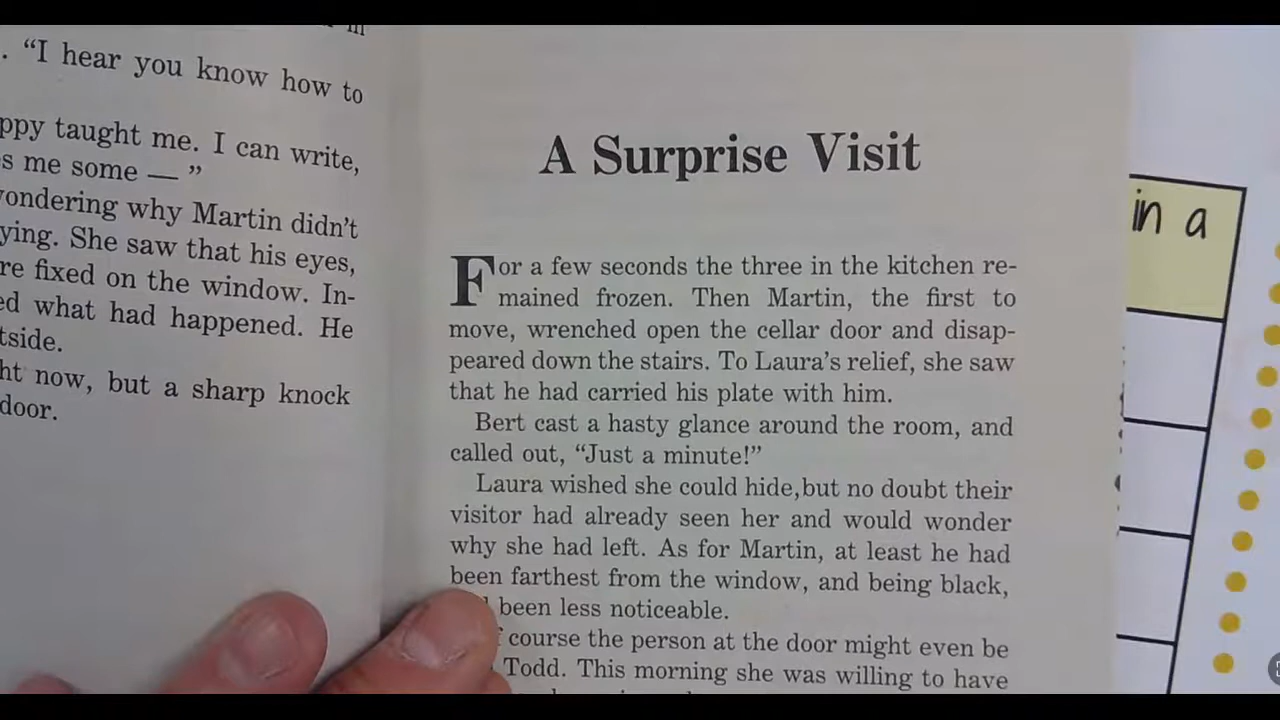 . “I hear you know how to
taught me. I can write,
me some — ”
wondering why Martin didn’t
She saw that his eyes,
fixed on the window. In-
what had happened. He
now, but a sharp knock
door.
A Surprise Visit
For a few seconds the three in the kitchen re-
mained frozen. Then Martin, the first to
move, wrenched open the cellar door and disap-
peared down the stairs. To Laura’s relief, she saw
that he had carried his plate with him.
Bert cast a hasty glance around the room, and
called out, “Just a minute!”
Laura wished she could hide,but no doubt their
visitor had already seen her and would wonder
why she had left. As for Martin, at least he had
been farthest from the window, and being black,
been less noticeable.
course the person at the door might even be
Todd. This morning she was willing to have
in a